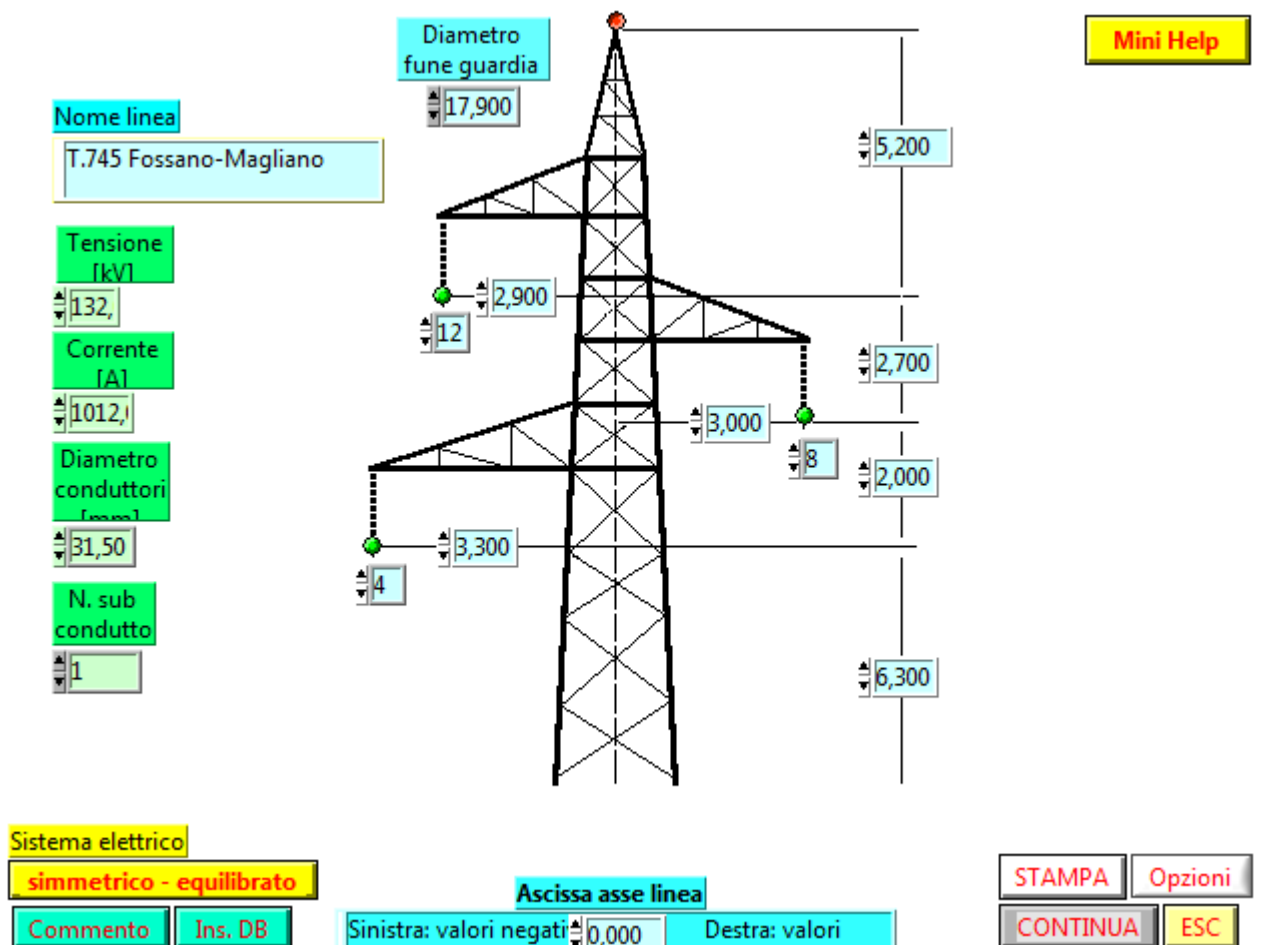 Diametro
fune guardia
17,900
Mini Help
Nome linea
T.745 Fossano-Magliano
5,200
Tensione
[kV]
132,
2,900
12
Corrente
[A]
1012,
2,700
3,000
8
Diametro
conduttori
[mm]
31,50
2,000
3,300
4
N. sub
condutto
1
6,300
Sistema elettrico
simmetrico - equilibrato
Commento
Ins. DB
Ascissa asse linea
Sinistra: valori negati
0,000
Destra: valori
STAMPA
Opzioni
CONTINUA
ESC